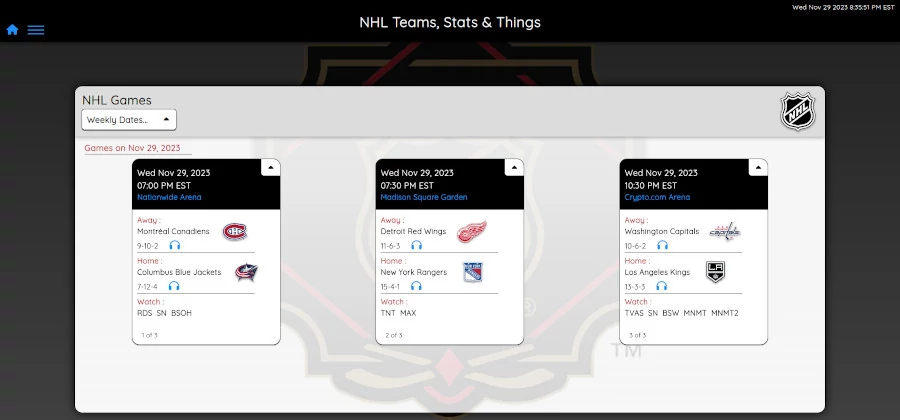 Wed Nov 29 2023 8:35:51 PM EST
NHL Teams, Stats & Things
NHL Games
Weekly Dates...
NHL
Games on Nov 29, 2023
Wed Nov 29, 2023
07:00 PM EST
Nationwide Arena
Away :
Montréal Canadiens
9-10-2
Home :
Columbus Blue Jackets
7-12-4
Watch :
RDS SN BSOH
1 of 3
Wed Nov 29, 2023
07:30 PM EST
Madison Square Garden
Away :
Detroit Red Wings
11-6-3
Home :
New York Rangers
15-4-1
Watch :
TNT MAX
2 of 3
Wed Nov 29, 2023
10:30 PM EST
Crypto.com Arena
Away :
Washington Capitals
capitals
10-6-2
Home :
Los Angeles Kings
LA
13-3-3
Watch :
TVAS SN BSW MNMT MNMT2
3 of 3
TM